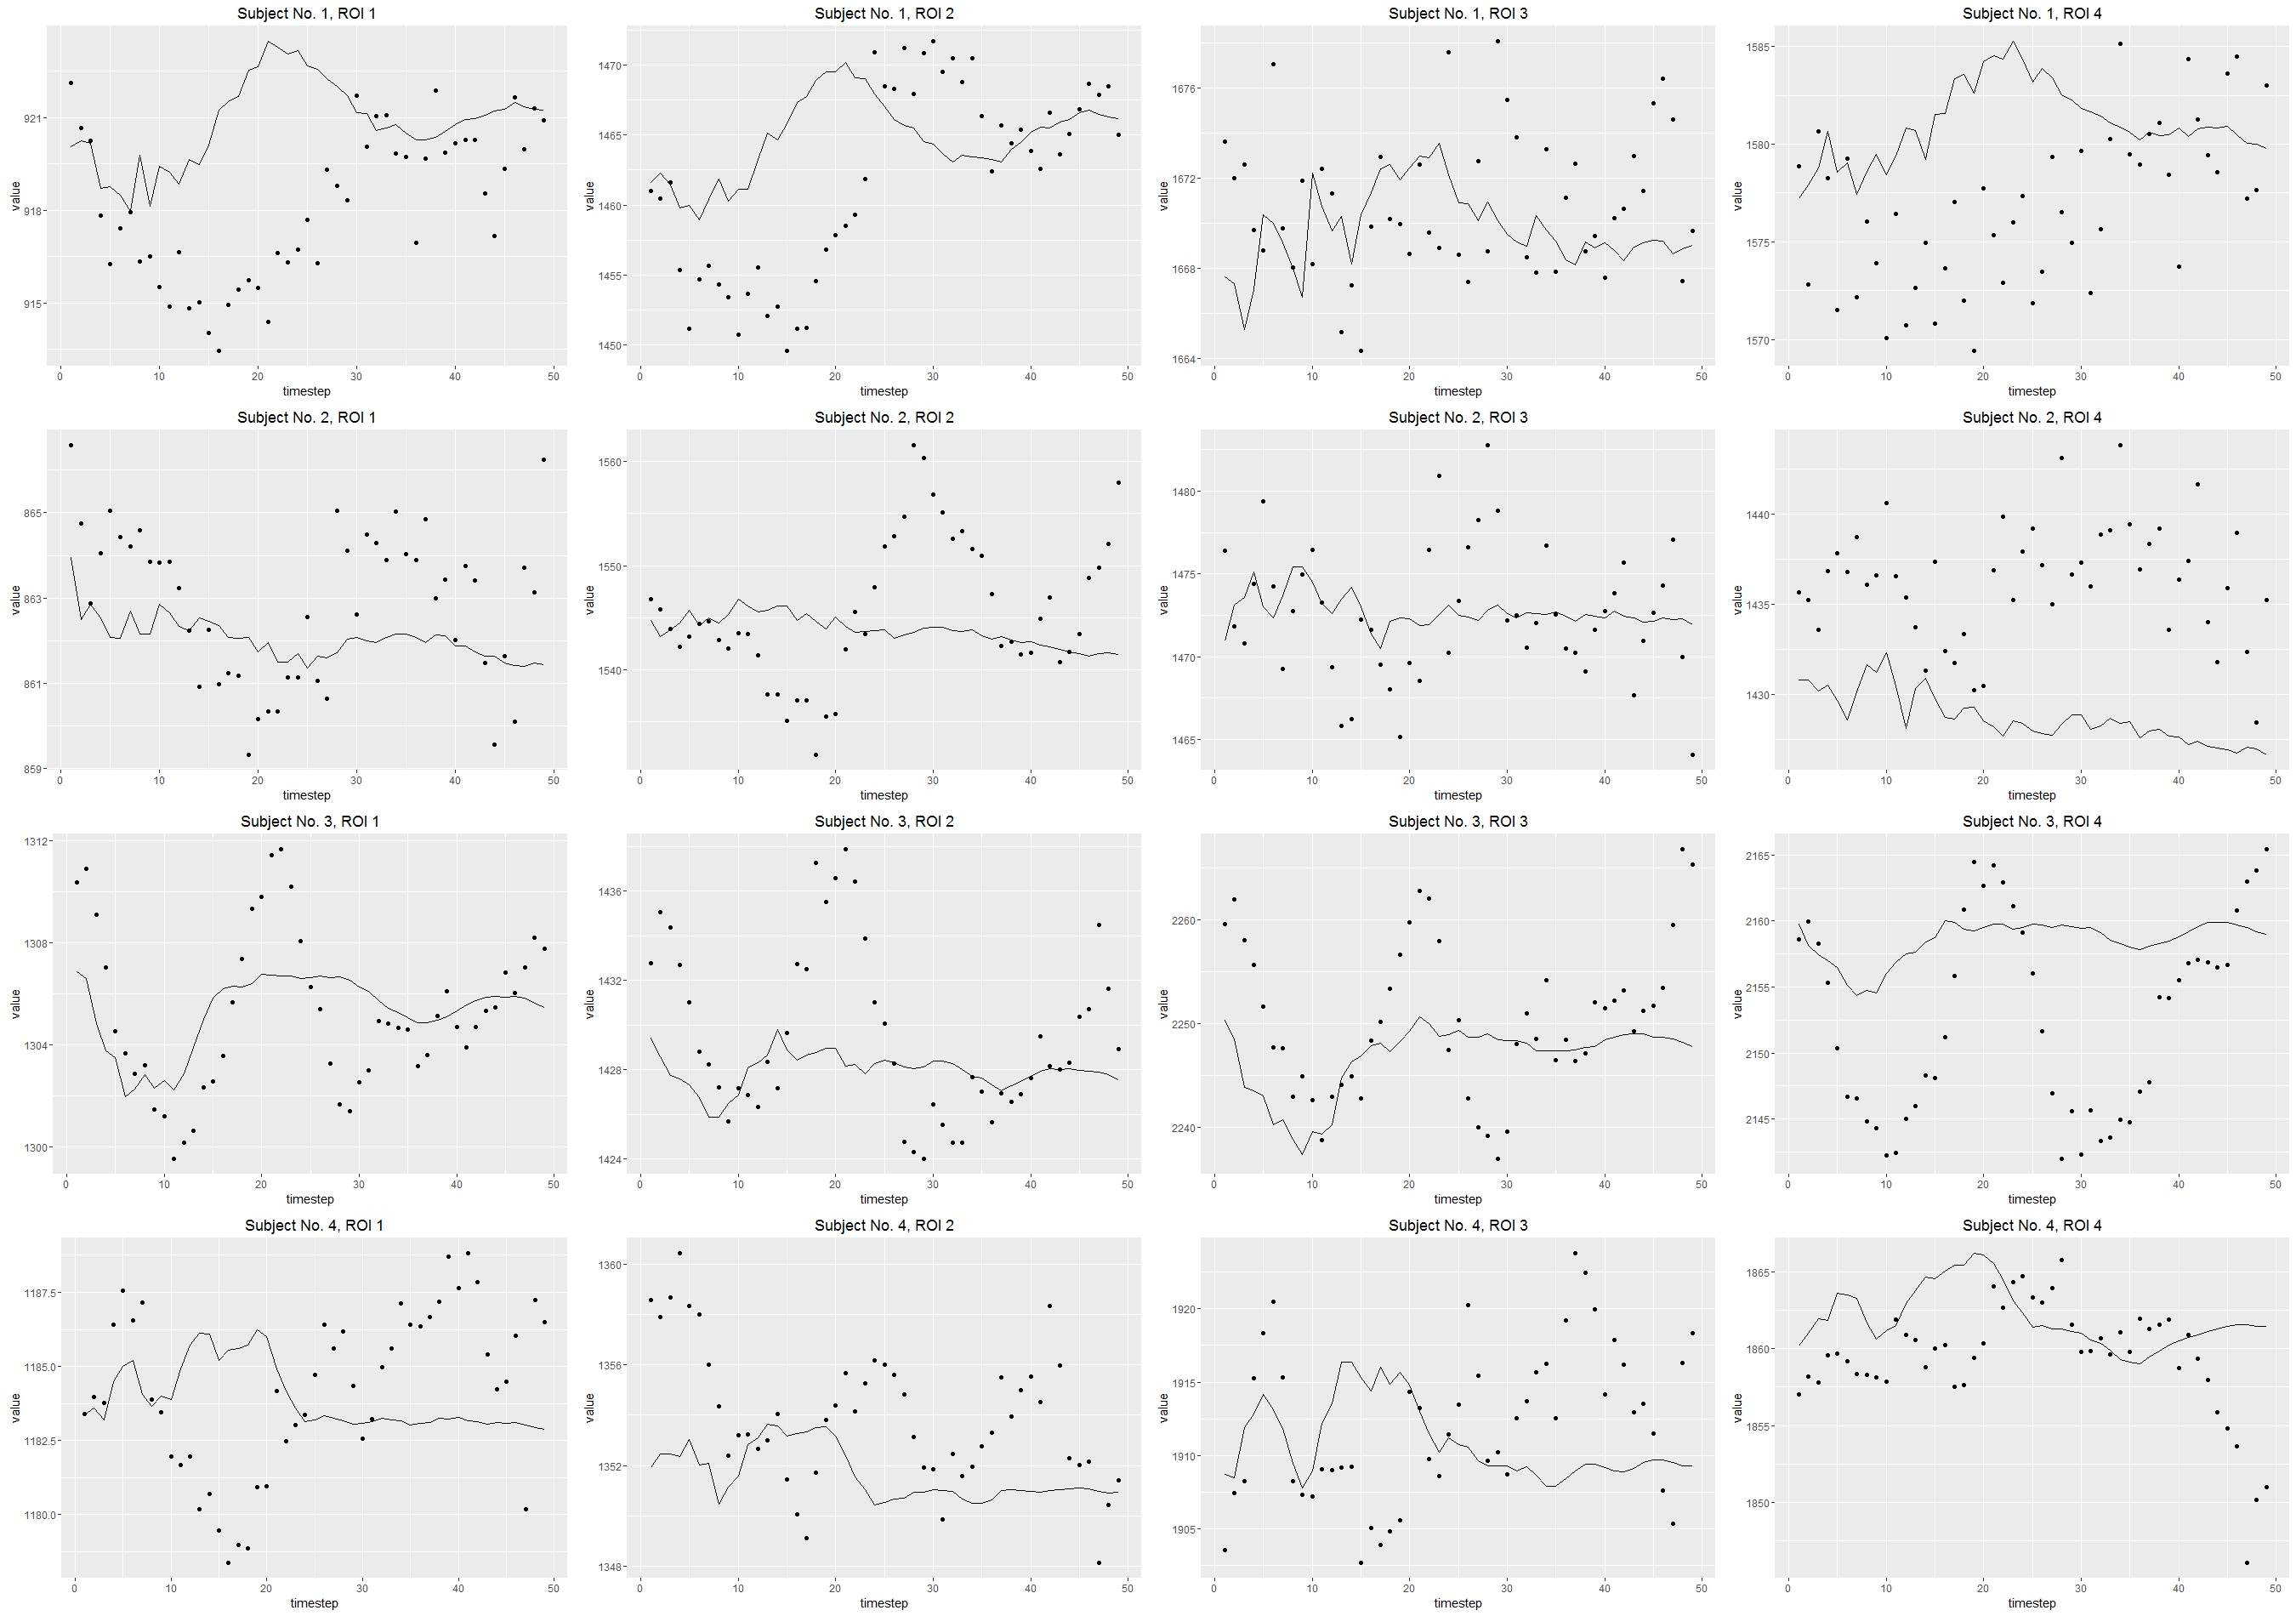 Subject No. 1, ROI 1
921
918
915
value
0 10 20 30 40 50
timestep
Subject No. 1, ROI 2
1470
1465
1460
1455
1450
value
0 10 20 30 40 50
timestep
Subject No. 1, ROI 3
1676
1672
1668
1664
value
0 10 20 30 40 50
timestep
Subject No. 1, ROI 4
1585
1580
1575
1570
value
0 10 20 30 40 50
timestep
Subject No. 2, ROI 1
865
863
861
859
value
0 10 20 30 40 50
timestep
Subject No. 2, ROI 2
1560
1550
1540
value
0 10 20 30 40 50
timestep
Subject No. 2, ROI 3
1480
1475
1470
1465
value
0 10 20 30 40 50
timestep
Subject No. 2, ROI 4
1440
1435
1430
value
0 10 20 30 40 50
timestep
Subject No. 3, ROI 1
1312
1308
1304
1300
value
0 10 20 30 40 50
timestep
Subject No. 3, ROI 2
1436
1432
1428
1424
value
0 10 20 30 40 50
timestep
Subject No. 3, ROI 3
2260
2250
2240
value
0 10 20 30 40 50
timestep
Subject No. 3, ROI 4
2165
2160
2155
2150
2145
value
0 10 20 30 40 50
timestep
Subject No. 4, ROI 1
1187.5
1185.0
1182.5
1180.0
value
0 10 20 30 40 50
timestep
Subject No. 4, ROI 2
1360
1356
1352
1348
value
0 10 20 30 40 50
timestep
Subject No. 4, ROI 3
1920
1915
1910
1905
value
0 10 20 30 40 50
timestep
Subject No. 4, ROI 4
1865
1860
1855
1850
value
0 10 20 30 40 50
timestep